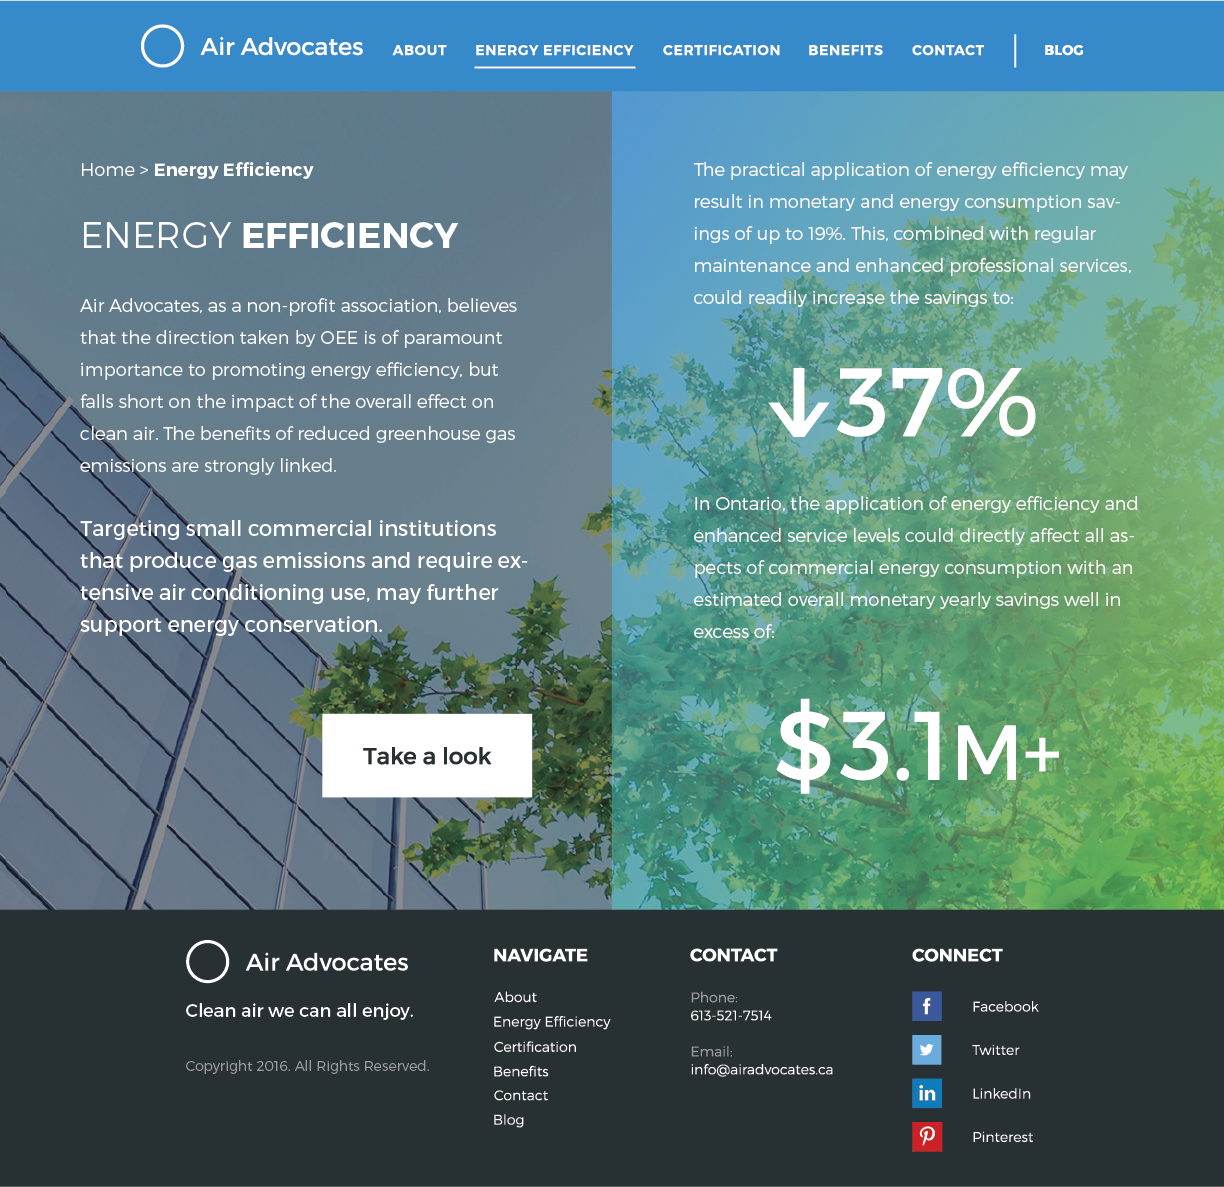 Air Advocates
ABOUT
ENERGY EFFICIENCY
CERTIFICATION
BENEFITS
CONTACT
BLOG
Home > Energy Efficiency
ENERGY EFFICIENCY
Air Advocates, as a non-profit association, believes
that the direction taken by OEE is of paramount
importance to promoting energy efficiency, but
falls short on the impact of the overall effect on
clean air. The benefits of reduced greenhouse gas
emissions are strongly linked.
Targeting small commercial institutions
that produce gas emissions and require ex-
tensive air conditioning use, may further
support energy conservation.
Take a look
The practical application of energy efficiency may
result in monetary and energy consumption sav-
ings of up to 19%. This, combined with regular
maintenance and enhanced professional services,
could readily increase the savings to:
↓37%
In Ontario, the application of energy efficiency and
enhanced service levels could directly affect all as-
pects of commercial energy consumption with an
estimated overall monetary yearly savings well in
excess of:
$3.1M+
Air Advocates
Clean air we can all enjoy.
Copyright 2016. All Rights Reserved.
NAVIGATE
About
Energy Efficiency
Certification
Benefits
Contact
Blog
CONTACT
Phone:
613-521-7514
Email:
info@airadvocates.ca
CONNECT
Facebook
Twitter
LinkedIn
Pinterest